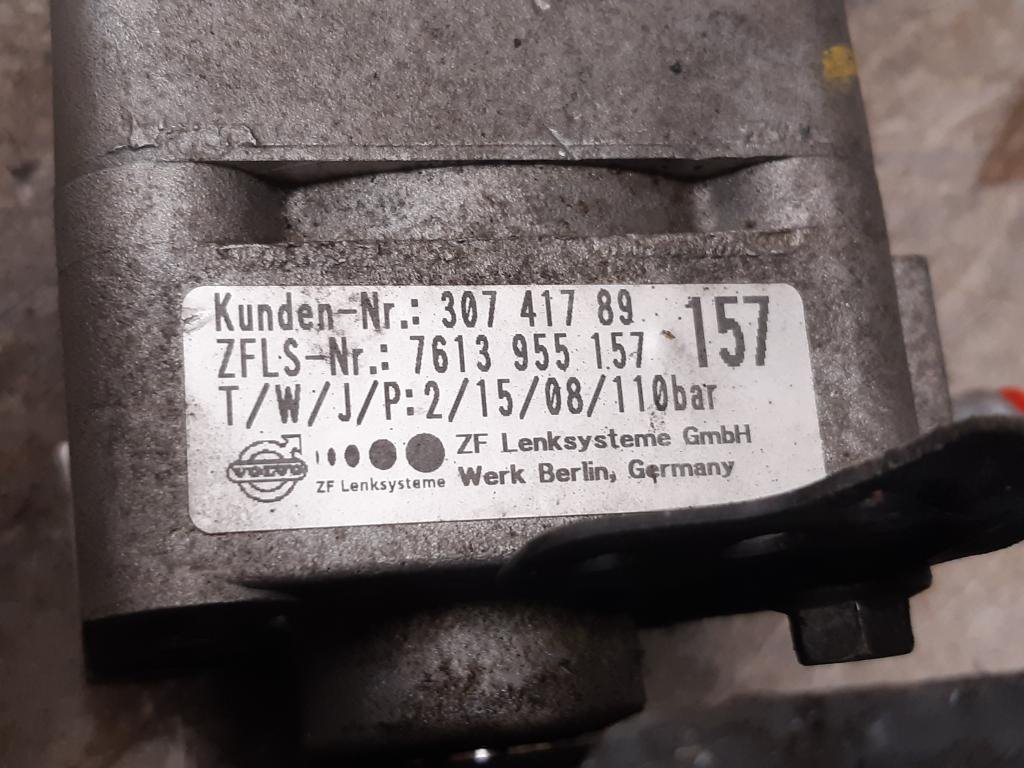 Kunden-Nr.: 307 417 89 157
ZFLS-Nr.: 7613 955 157
T/W/J/P:2/15/08/110bar
VOLVO
ZF Lenksysteme
ZF Lenksysteme GmbH
Werk Berlin, Germany